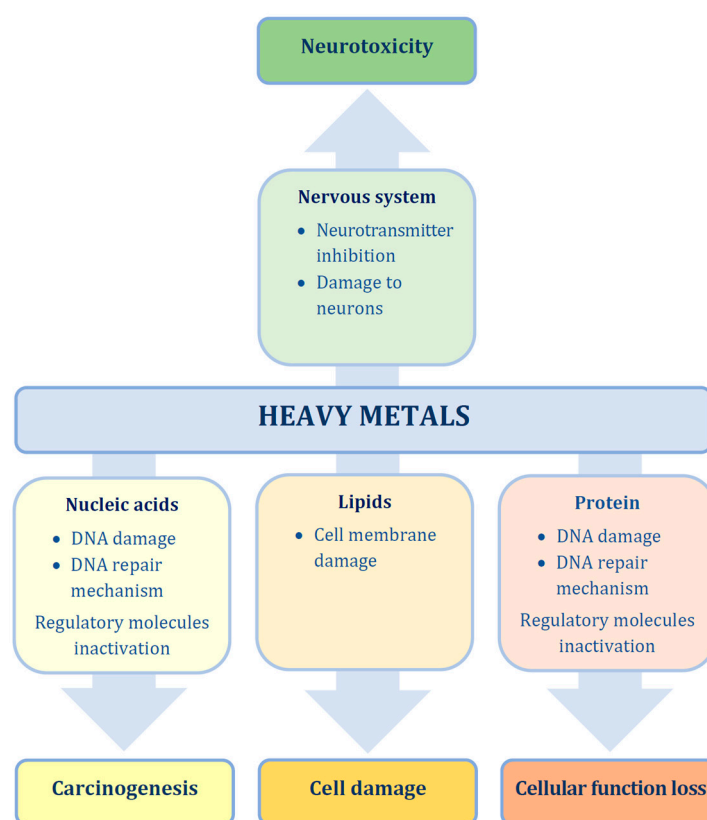 Neurotoxicity
Nervous system
• Neurotransmitter
inhibition
• Damage to
neurons
HEAVY METALS
Nucleic acids
• DNA damage
• DNA repair
mechanism
Regulatory molecules
inactivation
Lipids
• Cell membrane
damage
Protein
• DNA damage
• DNA repair
mechanism
Regulatory molecules
inactivation
Carcinogenesis
Cell damage
Cellular function loss